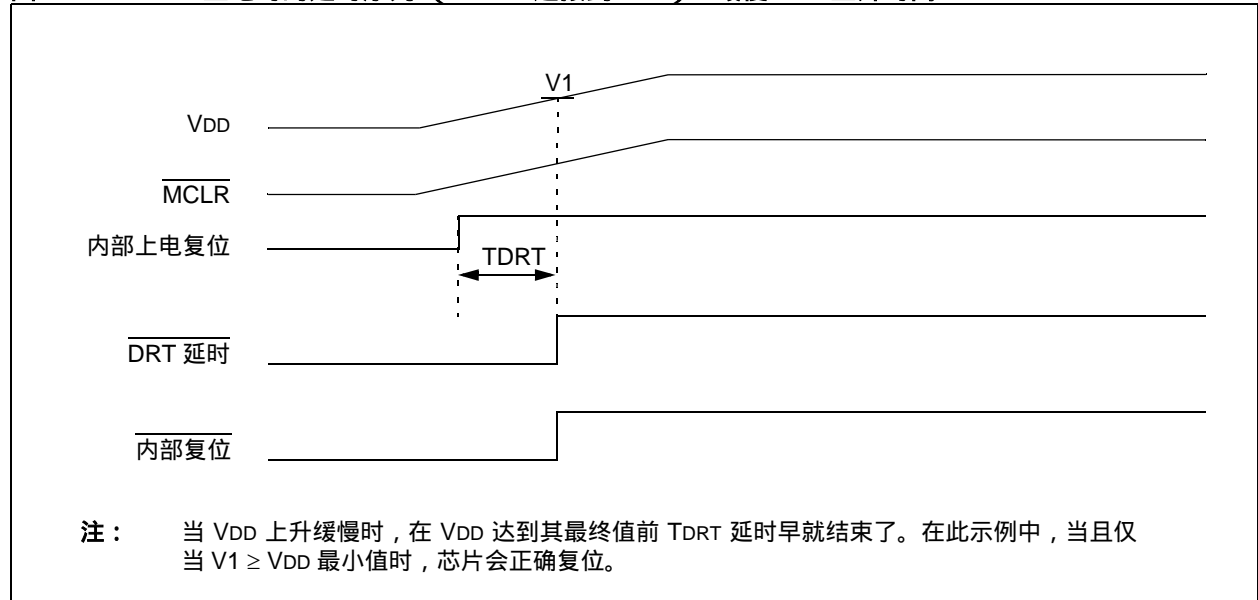 V1
VDD
MCLR
内部上电复位
TDRT
DRT 延时
内部复位
注： 当 VDD 上升缓慢时，在 VDD 达到其最终值前 TDRT 延时早就结束了。在此示例中，当且仅
当 V1 ≥ VDD 最小值时，芯片会正确复位。